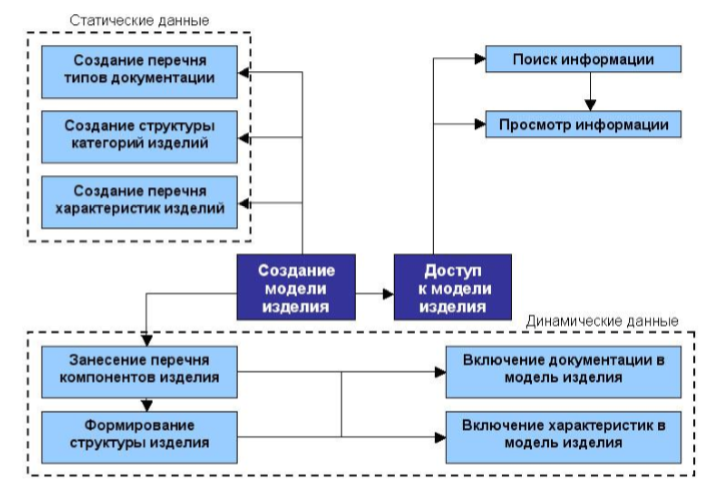 Статические данные
Создание перечня
типов документации
Создание структуры
категорий изделий
Создание перечня
характеристик изделий
Поиск информации
Просмотр информации
Создание
модели
изделия
Доступ
к модели
изделия
Динамические данные
Занесение перечня
компонентов изделия
Включение документации в
модель изделия
Формирование
структуры изделия
Включение характеристик в
модель изделия